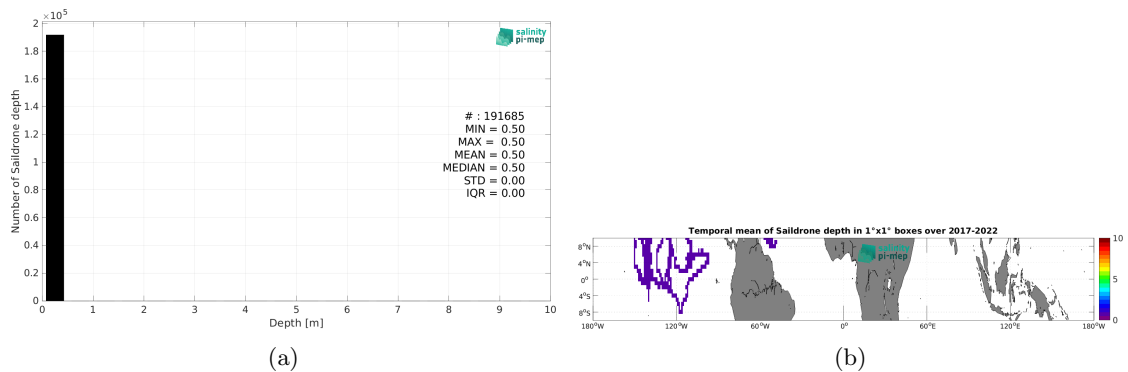 ×10⁵
2
1.8
1.6
1.4
1.2
1
0.8
0.6
0.4
0.2
0
Number of Saildrone depth
salinity
pi-mep
# : 191685
MIN = 0.50
MAX = 0.50
MEAN = 0.50
MEDIAN = 0.50
STD = 0.00
IQR = 0.00
0 1 2 3 4 5 6 7 8 9 10
Depth [m]
(a)
Temporal mean of Saildrone depth in 1°x1° boxes over 2017-2022
salinity
pi-mep
8°N
4°N
0°
4°S
8°S
180°W 120°W 60°W 0° 60°E 120°E 180°W
10
5
0
(b)